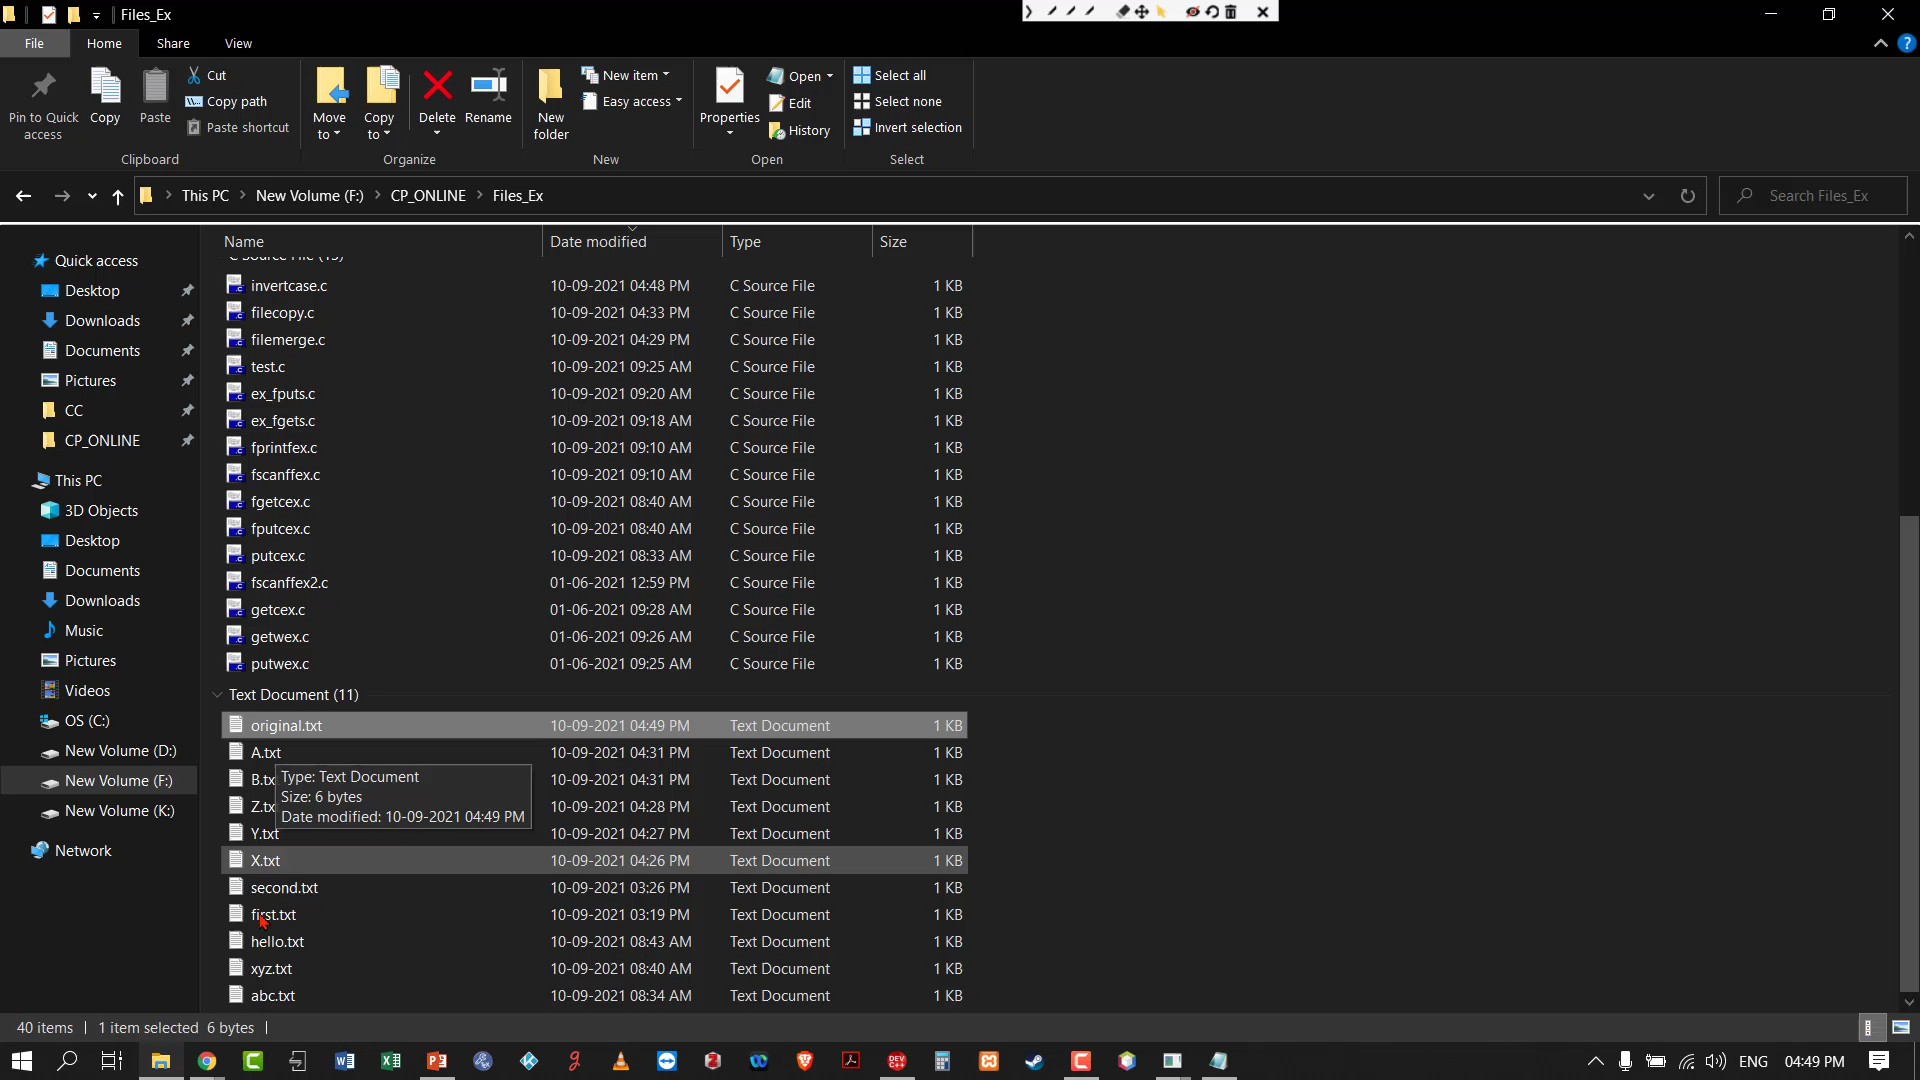 Files_Ex
File
Home
Share
View
Pin to Quick access
Copy
Paste
Cut
Copy path
Paste shortcut
Clipboard
Move to
Copy to
Delete
Rename
Organize
New folder
New item
Easy access
New
Properties
Open
Edit
History
Open
Select all
Select none
Invert selection
Select
This PC
New Volume (F:)
CP_ONLINE
Files_Ex
Search Files_Ex
Quick access
Desktop
Downloads
Documents
Pictures
CC
CP_ONLINE
This PC
3D Objects
Desktop
Documents
Downloads
Music
Pictures
Videos
OS (C:)
New Volume (D:)
New Volume (F:)
New Volume (K:)
Network
Name Date modified Type Size
invertcase.c 10-09-2021 04:48 PM C Source File 1 KB
filecopy.c 10-09-2021 04:33 PM C Source File 1 KB
filemerge.c 10-09-2021 04:29 PM C Source File 1 KB
test.c 10-09-2021 09:25 AM C Source File 1 KB
ex_fputs.c 10-09-2021 09:20 AM C Source File 1 KB
ex_fgets.c 10-09-2021 09:18 AM C Source File 1 KB
fprintfex.c 10-09-2021 09:10 AM C Source File 1 KB
fscanffex.c 10-09-2021 09:10 AM C Source File 1 KB
fgetcex.c 10-09-2021 08:40 AM C Source File 1 KB
fputcex.c 10-09-2021 08:40 AM C Source File 1 KB
putcex.c 10-09-2021 08:33 AM C Source File 1 KB
fscanffex2.c 01-06-2021 12:59 PM C Source File 1 KB
getcex.c 01-06-2021 09:28 AM C Source File 1 KB
getwex.c 01-06-2021 09:26 AM C Source File 1 KB
putwex.c 01-06-2021 09:25 AM C Source File 1 KB
Text Document (11)
original.txt 10-09-2021 04:49 PM Text Document 1 KB
A.txt 10-09-2021 04:31 PM Text Document 1 KB
B.tx 10-09-2021 04:31 PM Text Document 1 KB
Z.tx 10-09-2021 04:28 PM Text Document 1 KB
Y.txt 10-09-2021 04:27 PM Text Document 1 KB
X.txt 10-09-2021 04:26 PM Text Document 1 KB
second.txt 10-09-2021 03:26 PM Text Document 1 KB
first.txt 10-09-2021 03:19 PM Text Document 1 KB
hello.txt 10-09-2021 08:43 AM Text Document 1 KB
xyz.txt 10-09-2021 08:40 AM Text Document 1 KB
abc.txt 10-09-2021 08:34 AM Text Document 1 KB
Type: Text Document
Size: 6 bytes
Date modified: 10-09-2021 04:49 PM
40 items 1 item selected 6 bytes
ENG 04:49 PM